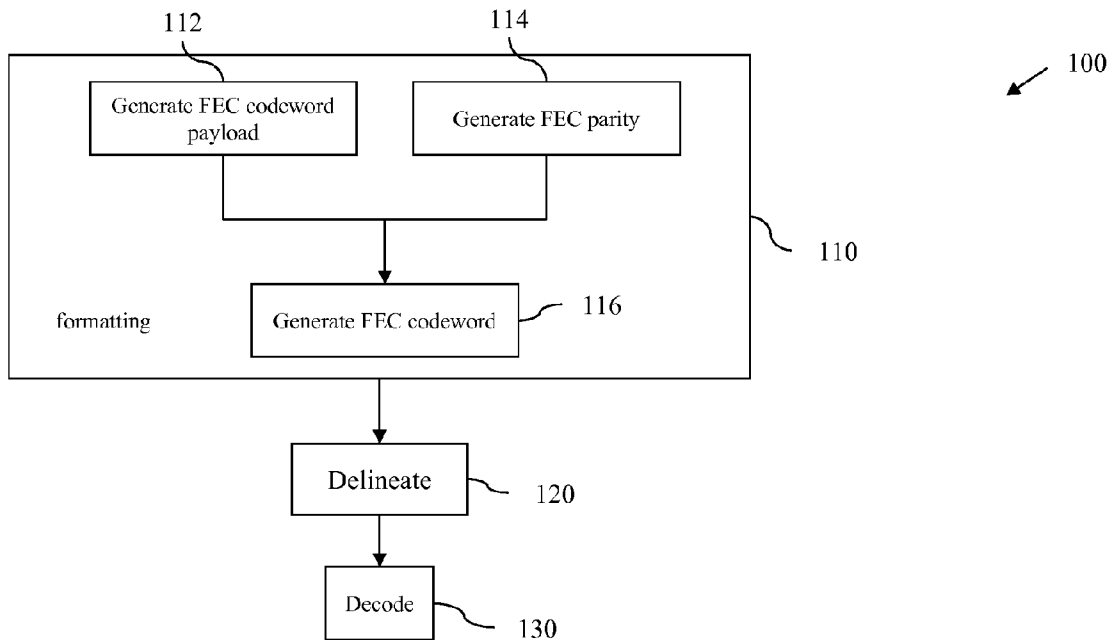 112
114
100
Generate FEC codeword
payload
Generate FEC parity
110
116
formatting
Generate FEC codeword
Delineate
120
Decode
130